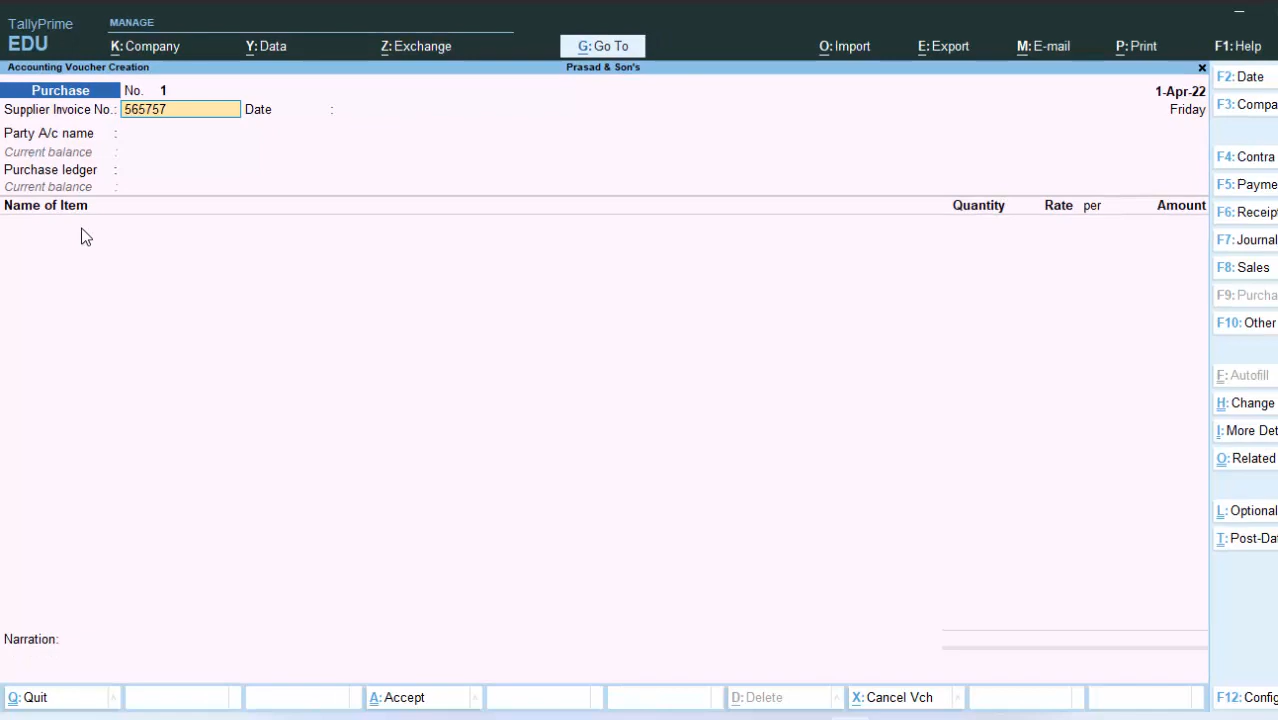 TallyPrime
EDU
MANAGE
K: Company Y: Data Z: Exchange G: Go To O: Import E: Export M: E-mail P: Print F1: Help
Accounting Voucher Creation Prasad & Son's x
Purchase No. 1 1-Apr-22
Supplier Invoice No.: 565757 Date : Friday
Party A/c name :
Current balance :
Purchase ledger :
Current balance :
Name of Item Quantity Rate per Amount
Narration:
Q: Quit A: Accept D: Delete X: Cancel Vch
F2: Date
F3: Compa
F4: Contra
F5: Payme
F6: Receip
F7: Journal
F8: Sales
F9: Purcha
F10: Other
F: Autofill
H: Change
I: More Det
O: Related
L: Optional
T: Post-Da
F12: Config